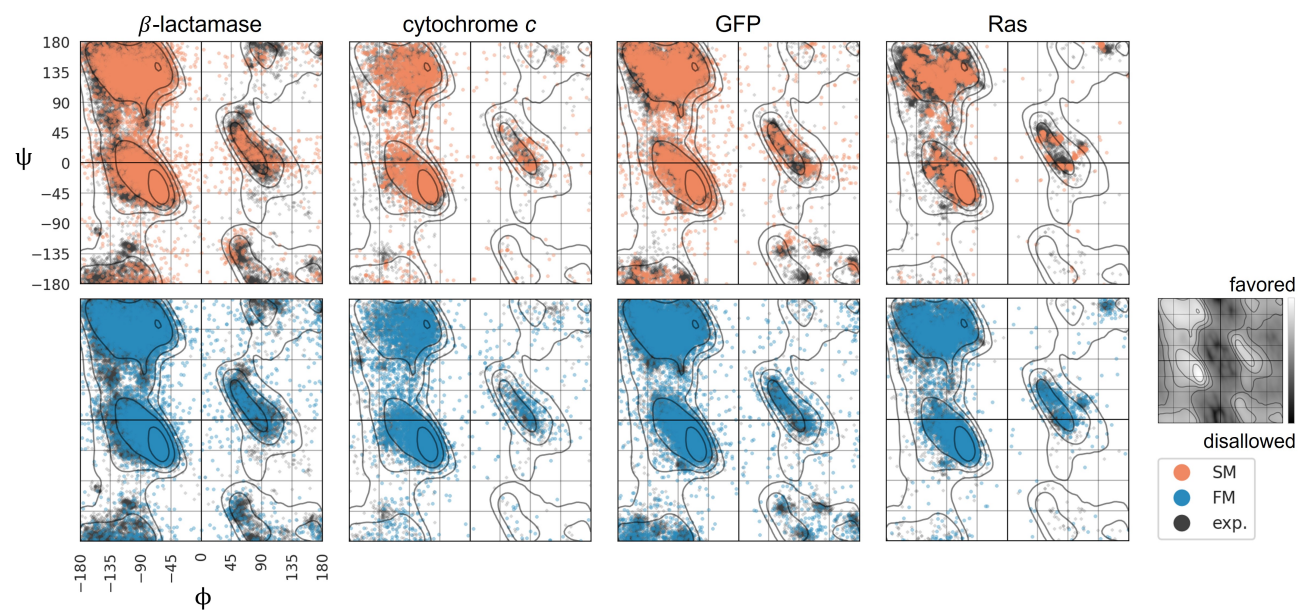 β-lactamase
cytochrome c
GFP
Ras
180
135
90
45
0
−45
−90
−135
−180
ψ
favored
disallowed
SM
FM
exp.
−180
−135
−90
−45
0
45
90
135
180
ϕ